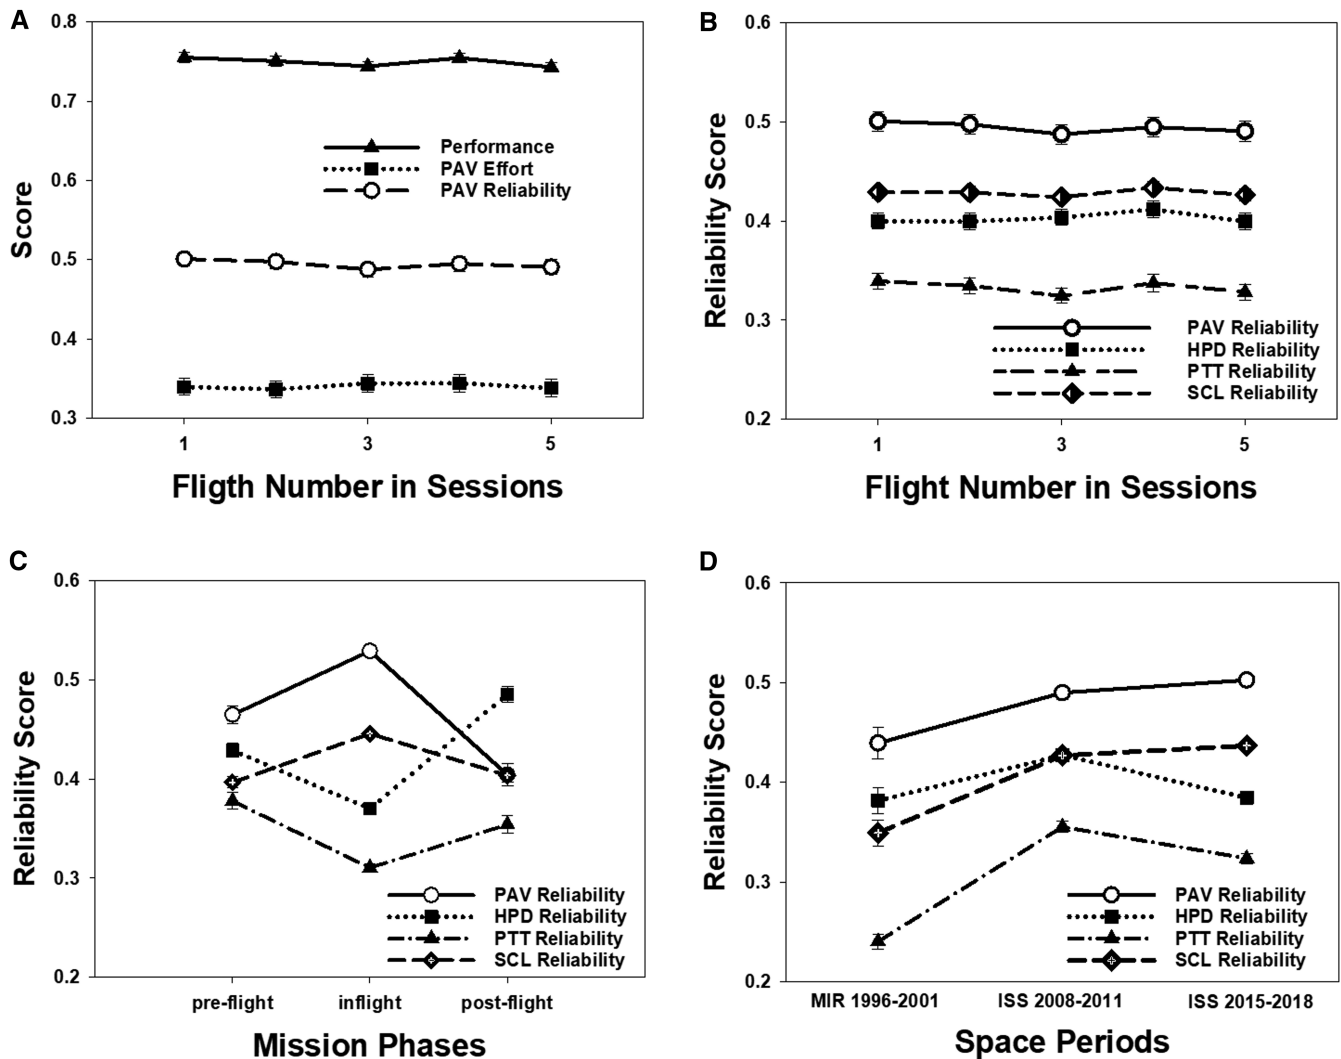 A
0.8
0.7
0.6
0.5
0.4
0.3
Score
Performance
PAV Effort
PAV Reliability
1
3
5
Fligth Number in Sessions
B
0.6
0.5
0.4
0.3
0.2
Reliability Score
PAV Reliability
HPD Reliability
PTT Reliability
SCL Reliability
1
3
5
Flight Number in Sessions
C
0.6
0.5
0.4
0.3
0.2
Reliability Score
PAV Reliability
HPD Reliability
PTT Reliability
SCL Reliability
pre-flight
inflight
post-flight
Mission Phases
D
0.6
0.5
0.4
0.3
0.2
Reliability Score
PAV Reliability
HPD Reliability
PTT Reliability
SCL Reliability
MIR 1996-2001
ISS 2008-2011
ISS 2015-2018
Space Periods